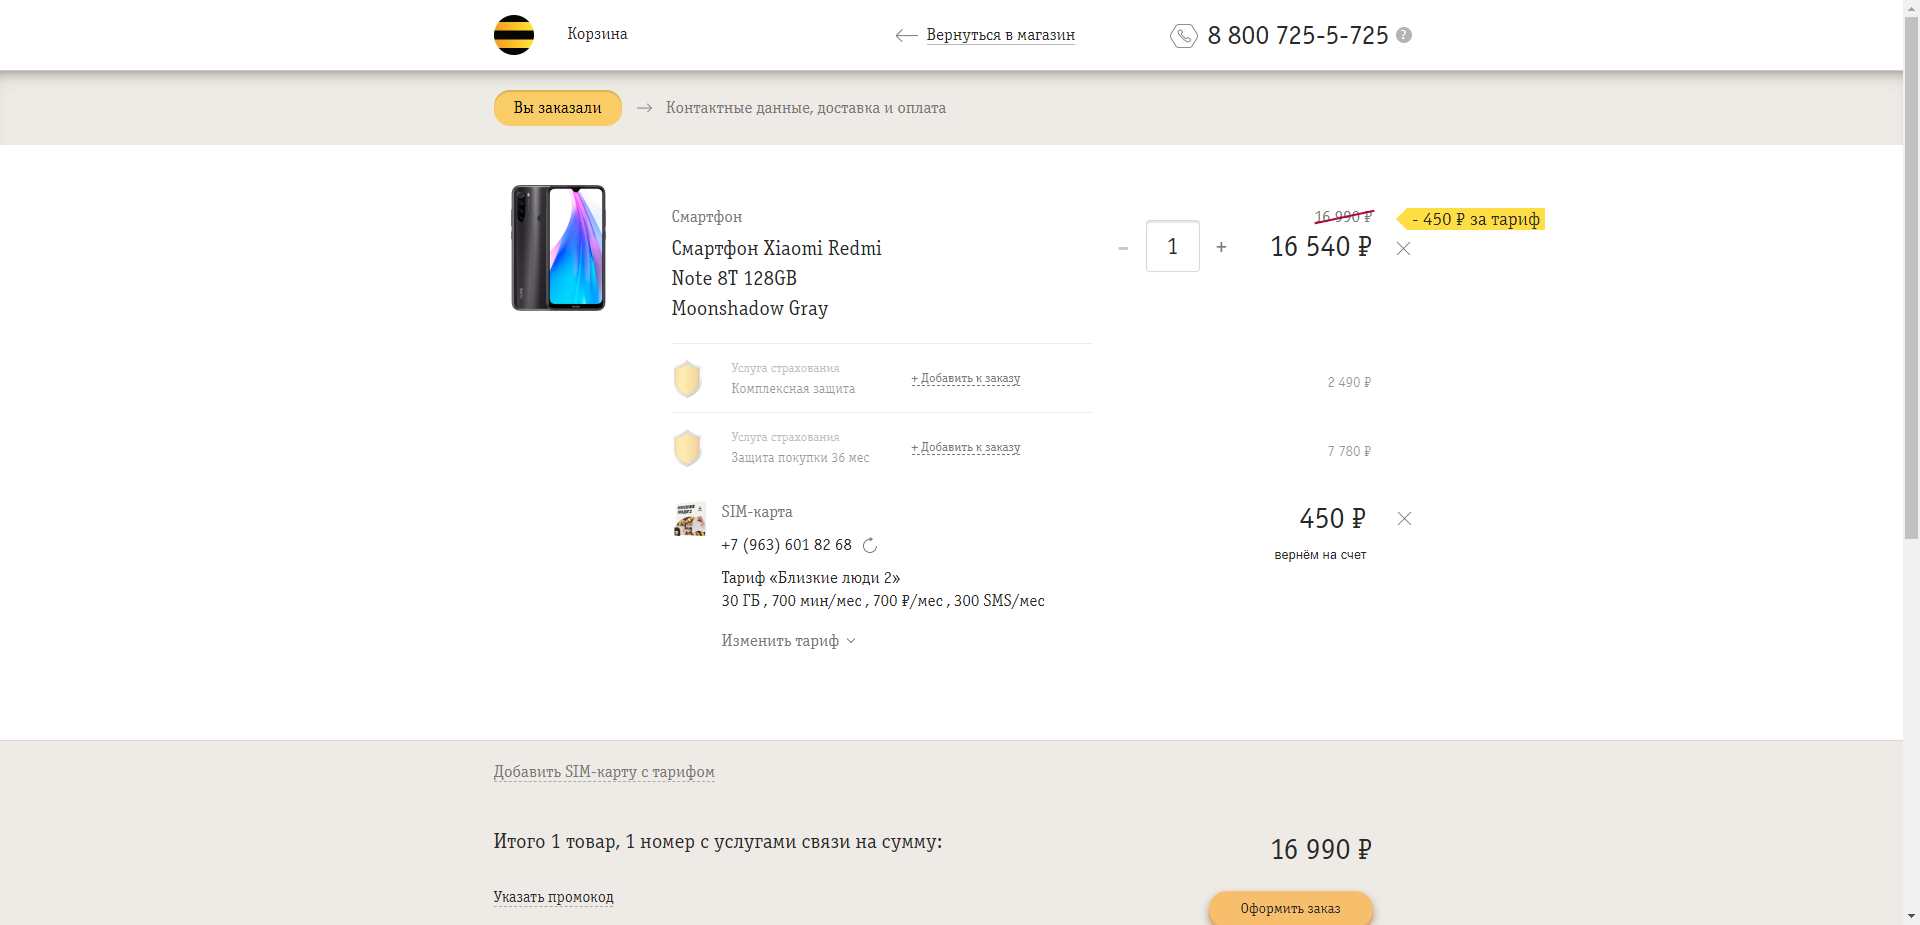 Корзина
Вернуться в магазин
8 800 725-5-725 ?
Вы заказали
Контактные данные, доставка и оплата
Смартфон
16 990 ₽
- 450 ₽ за тариф
Смартфон Xiaomi Redmi
Note 8T 128GB
Moonshadow Gray
– 1 +
16 540 ₽
Услуга страхования
Комплексная защита
+ Добавить к заказу
2 490 ₽
Услуга страхования
Защита покупки 36 мес
+ Добавить к заказу
7 780 ₽
SIM-карта
450 ₽
+7 (963) 601 82 68
вернём на счет
Тариф «Близкие люди 2»
30 ГБ , 700 мин/мес , 700 ₽/мес , 300 SMS/мес
Изменить тариф
Добавить SIM-карту с тарифом
Итого 1 товар, 1 номер с услугами связи на сумму:
16 990 ₽
Указать промокод
Оформить заказ